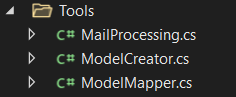 Tools
C# MailProcessing.cs
C# ModelCreator.cs
C# ModelMapper.cs